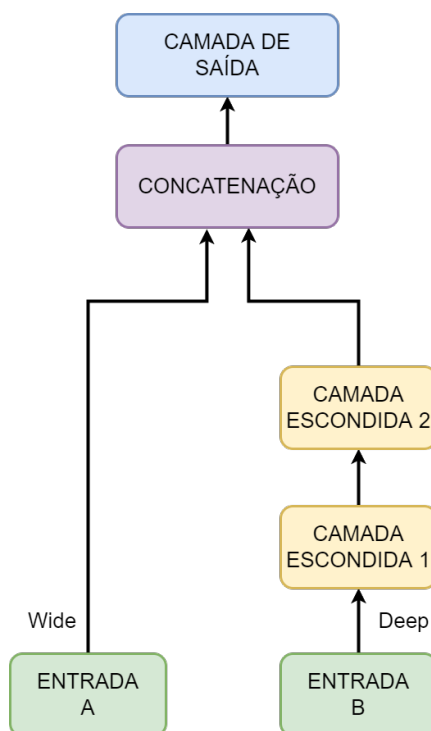 CAMADA DE
SAÍDA
CONCATENAÇÃO
CAMADA
ESCONDIDA 2
CAMADA
ESCONDIDA 1
Wide
Deep
ENTRADA
A
ENTRADA
B